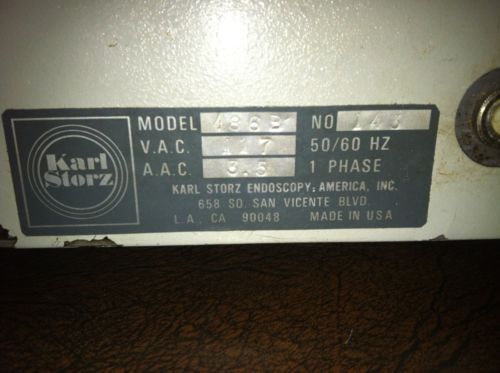 Karl
Storz
MODEL 486B NO 143
V.A.C. 117 50/60 HZ
A.A.C. 3.5 1 PHASE
KARL STORZ ENDOSCOPY-AMERICA, INC.
658 SO. SAN VICENTE BLVD.
L.A., CA 90048 MADE IN USA